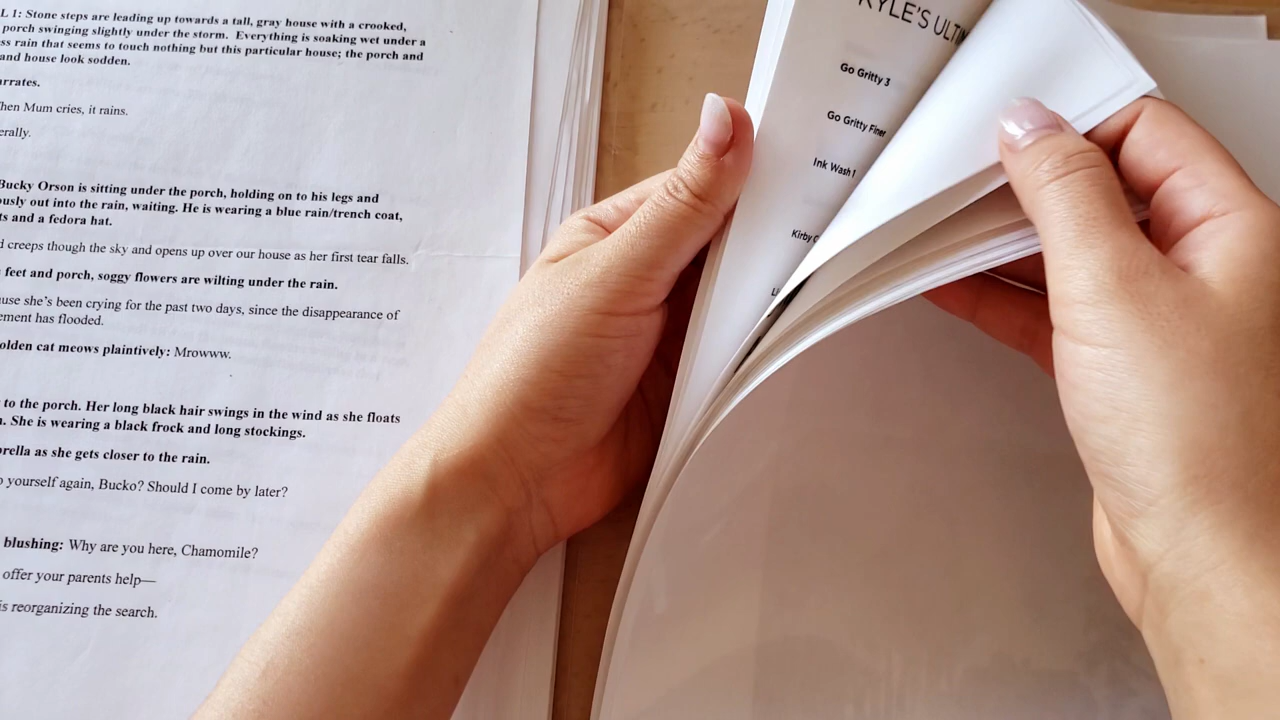 L 1: Stone steps are leading up towards a tall, gray house with a crooked,
porch swinging slightly under the storm. Everything is soaking wet under a
ss rain that seems to touch nothing but this particular house; the porch and
and house look sodden.
arrates.
hen Mum cries, it rains.
erally.
Bucky Orson is sitting under the porch, holding on to his legs and
ously out into the rain, waiting. He is wearing a blue rain/trench coat,
ts and a fedora hat.
d creeps though the sky and opens up over our house as her first tear falls.
feet and porch, soggy flowers are wilting under the rain.
use she's been crying for the past two days, since the disappearance of
ement has flooded.
olden cat meows plaintively: Mrowww.
to the porch. Her long black hair swings in the wind as she floats
. She is wearing a black frock and long stockings.
rella as she gets closer to the rain.
yourself again, Bucko? Should I come by later?
blushing: Why are you here, Chamomile?
offer your parents help—
is reorganizing the search.
KYLE'S ULTIM
Go Gritty 3
Go Gritty Finer
Ink Wash 1
Kirby